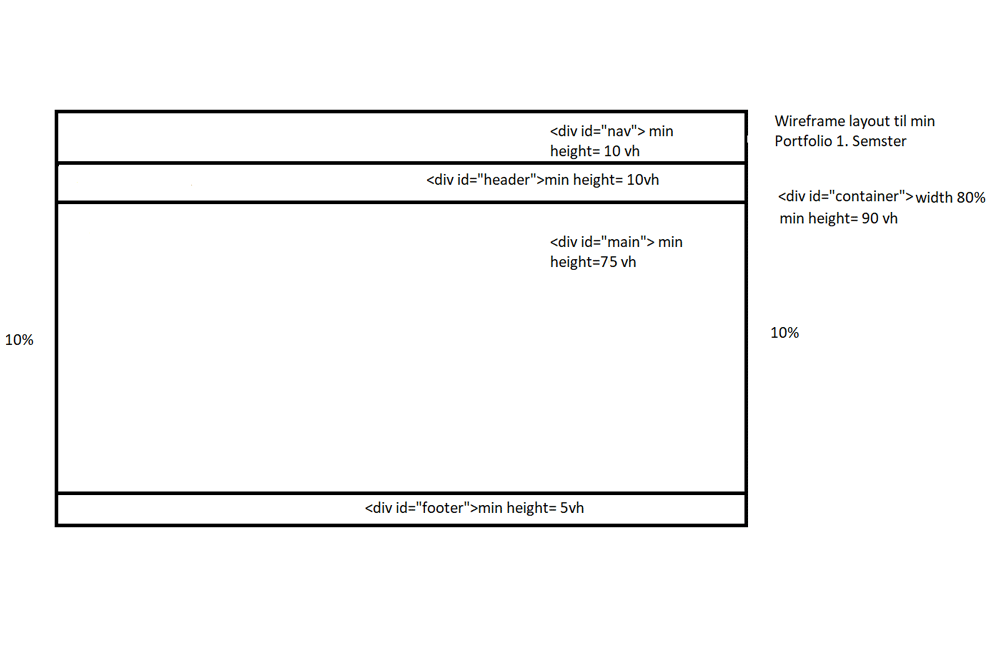 <div id="nav"> min
height= 10 vh
Wireframe layout til min
Portfolio 1. Semster
<div id="header">min height= 10vh
<div id="container"> width 80%
min height= 90 vh
<div id="main"> min
height=75 vh
10%
10%
<div id="footer">min height= 5vh